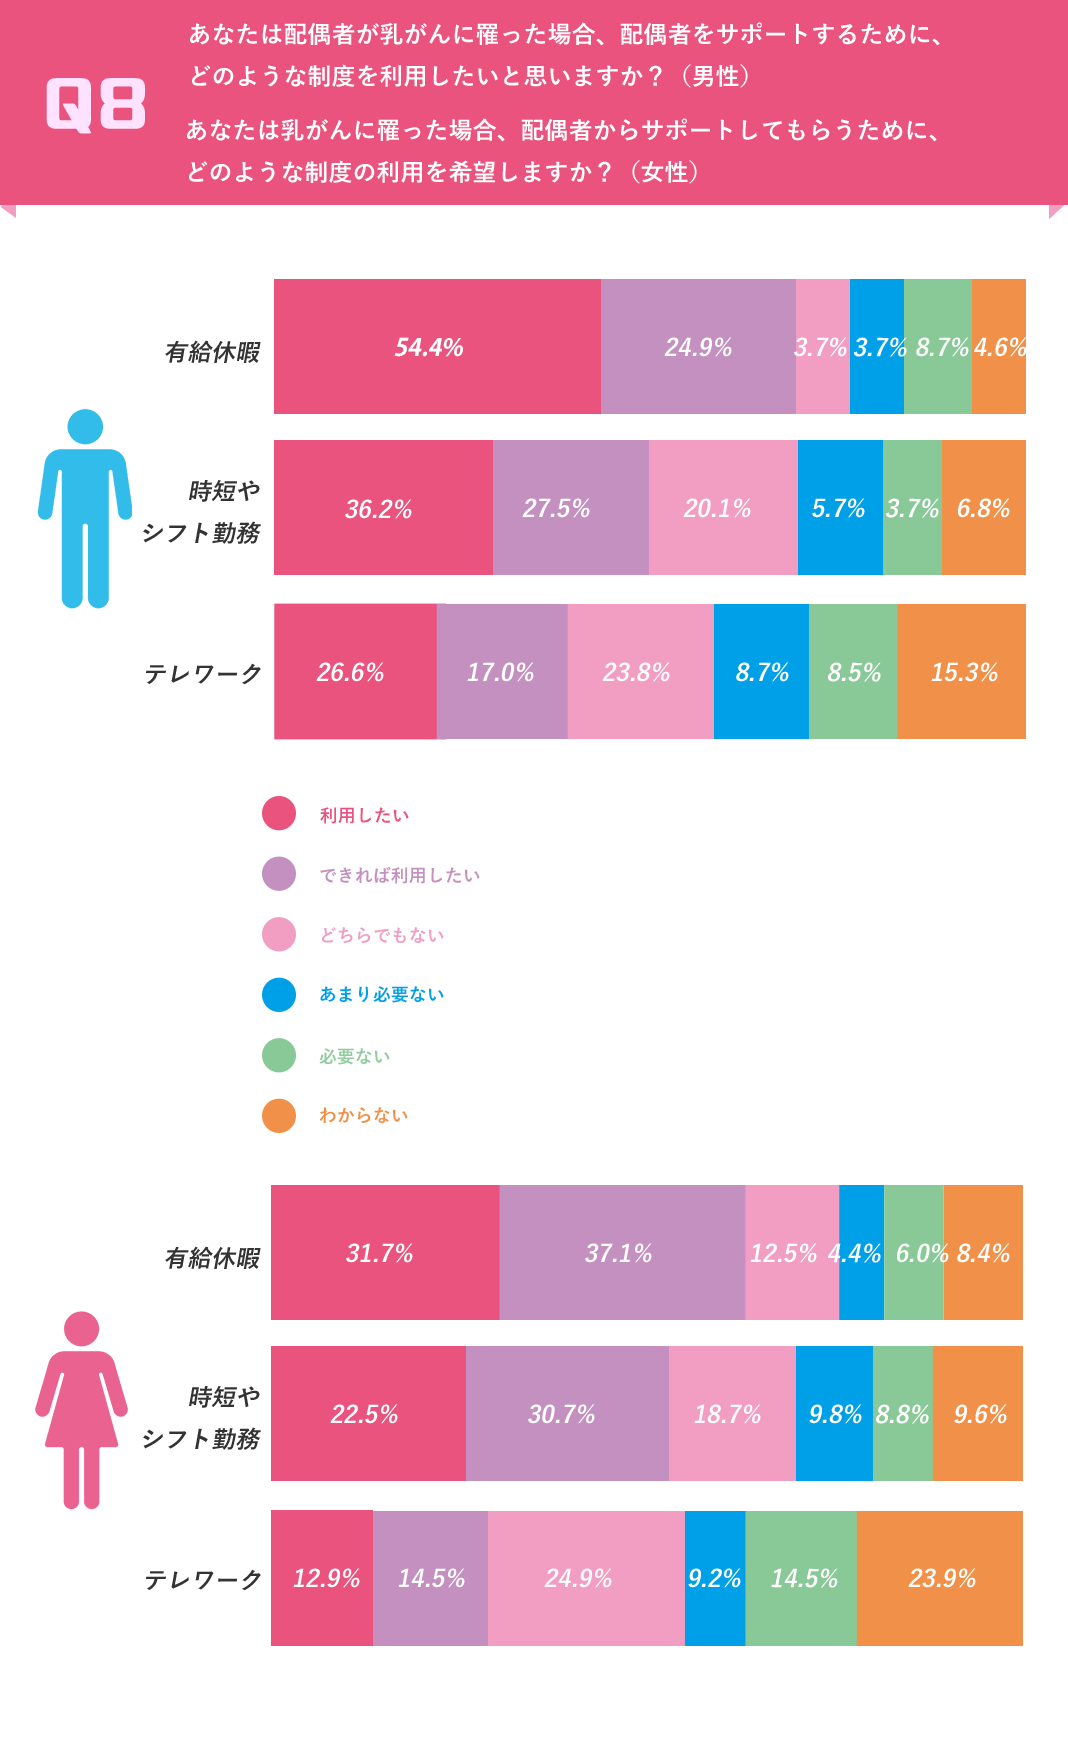 Q8
あなたは配偶者が乳がんに罹った場合、配偶者をサポートするために、
どのような制度を利用したいと思いますか？（男性）
あなたは乳がんに罹った場合、配偶者からサポートしてもらうために、
どのような制度の利用を希望しますか？（女性）
有給休暇
54.4% 24.9% 3.7% 3.7% 8.7% 4.6%
時短や
シフト勤務
36.2% 27.5% 20.1% 5.7% 3.7% 6.8%
テレワーク
26.6% 17.0% 23.8% 8.7% 8.5% 15.3%
利用したい
できれば利用したい
どちらでもない
あまり必要ない
必要ない
わからない
有給休暇
31.7% 37.1% 12.5% 4.4% 6.0% 8.4%
時短や
シフト勤務
22.5% 30.7% 18.7% 9.8% 8.8% 9.6%
テレワーク
12.9% 14.5% 24.9% 9.2% 14.5% 23.9%